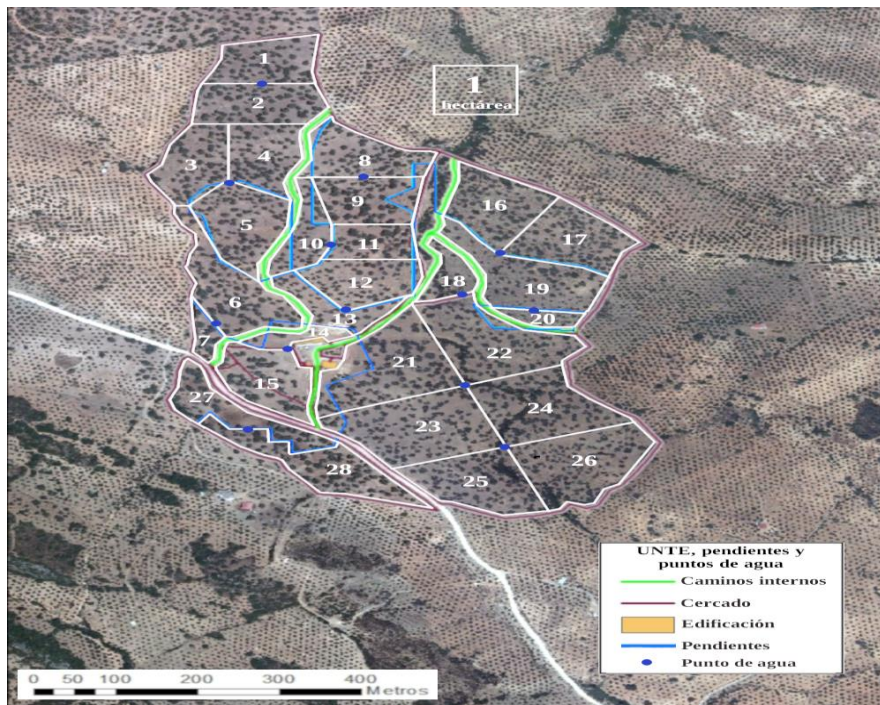 1
2
1
hectárea
3
4
8
5
9
16
10
11
17
12
18
19
6
13
20
7
14
21
22
15
27
23
24
28
25
26
UNTE, pendientes y
puntos de agua
Caminos internos
Cercado
Edificación
Pendientes
Punto de agua
0 50 100 200 300 400
Metros